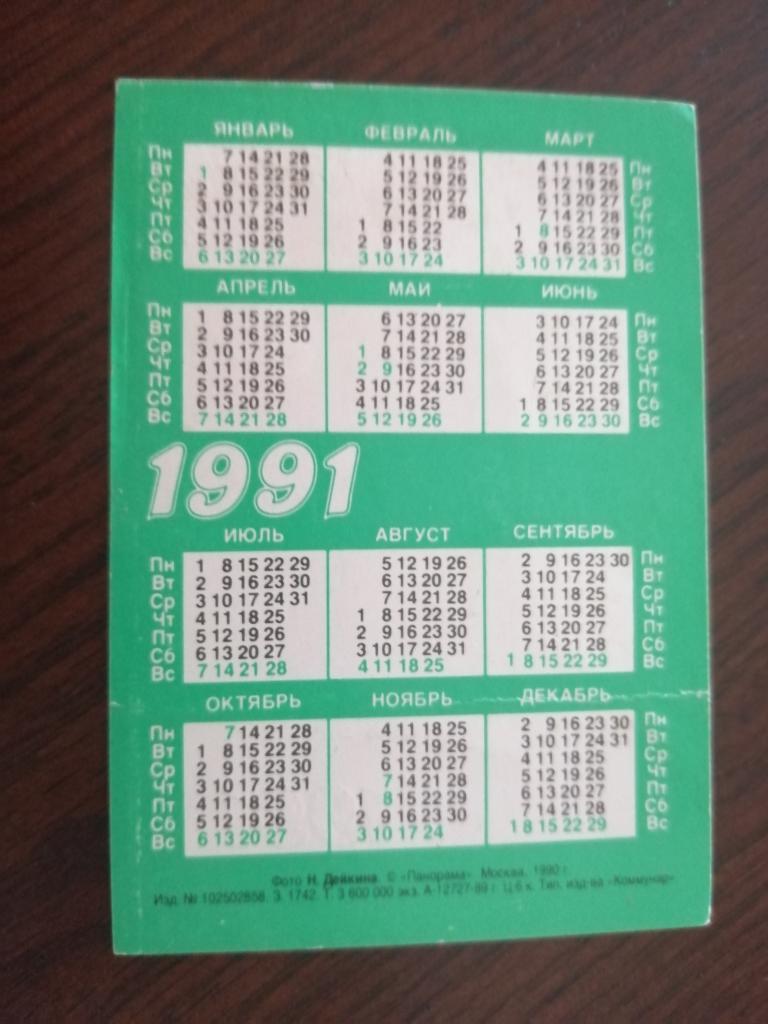 ЯНВАРЬ ФЕВРАЛЬ МАРТ
Пн 7 14 21 28 4 11 18 25 4 11 18 25 Пн
Вт 1 8 15 22 29 5 12 19 26 5 12 19 26 Вт
Ср 2 9 16 23 30 6 13 20 27 6 13 20 27 Ср
Чт 3 10 17 24 31 7 14 21 28 7 14 21 28 Чт
Пт 4 11 18 25 1 8 15 22 1 8 15 22 29 Пт
Сб 5 12 19 26 2 9 16 23 2 9 16 23 30 Сб
Вс 6 13 20 27 3 10 17 24 3 10 17 24 31 Вс
АПРЕЛЬ МАЙ ИЮНЬ
Пн 1 8 15 22 29 6 13 20 27 3 10 17 24 Пн
Вт 2 9 16 23 30 7 14 21 28 4 11 18 25 Вт
Ср 3 10 17 24 1 8 15 22 29 5 12 19 26 Ср
Чт 4 11 18 25 2 9 16 23 30 6 13 20 27 Чт
Пт 5 12 19 26 3 10 17 24 31 7 14 21 28 Пт
Сб 6 13 20 27 4 11 18 25 1 8 15 22 29 Сб
Вс 7 14 21 28 5 12 19 26 2 9 16 23 30 Вс
1991
ИЮЛЬ АВГУСТ СЕНТЯБРЬ
Пн 1 8 15 22 29 5 12 19 26 2 9 16 23 30 Пн
Вт 2 9 16 23 30 6 13 20 27 3 10 17 24 Вт
Ср 3 10 17 24 31 7 14 21 28 4 11 18 25 Ср
Чт 4 11 18 25 1 8 15 22 29 5 12 19 26 Чт
Пт 5 12 19 26 2 9 16 23 30 6 13 20 27 Пт
Сб 6 13 20 27 3 10 17 24 31 7 14 21 28 Сб
Вс 7 14 21 28 4 11 18 25 1 8 15 22 29 Вс
ОКТЯБРЬ НОЯБРЬ ДЕКАБРЬ
Пн 7 14 21 28 4 11 18 25 2 9 16 23 30 Пн
Вт 1 8 15 22 29 5 12 19 26 3 10 17 24 31 Вт
Ср 2 9 16 23 30 6 13 20 27 4 11 18 25 Ср
Чт 3 10 17 24 31 7 14 21 28 5 12 19 26 Чт
Пт 4 11 18 25 1 8 15 22 29 6 13 20 27 Пт
Сб 5 12 19 26 2 9 16 23 30 7 14 21 28 Сб
Вс 6 13 20 27 3 10 17 24 1 8 15 22 29 Вс
Фото Н. Дейкина. © «Панорама» Москва. 1990 г.
Изд. № 102502858. З. 1742. Т. 3 600 000 экз. А-12727-89 г. Ц.6 к. Тип. изд-ва «Коммунар»